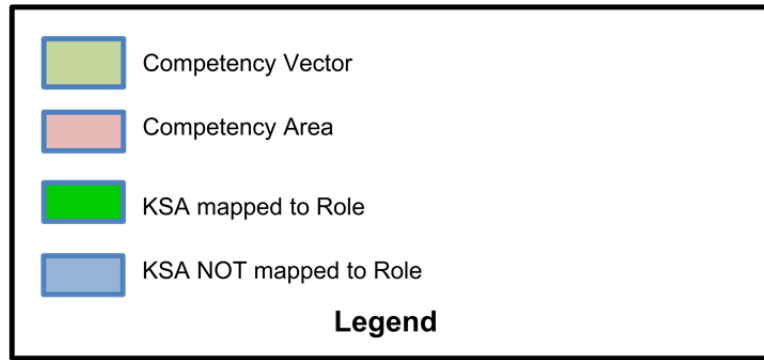 Competency Vector
Competency Area
KSA mapped to Role
KSA NOT mapped to Role
Legend